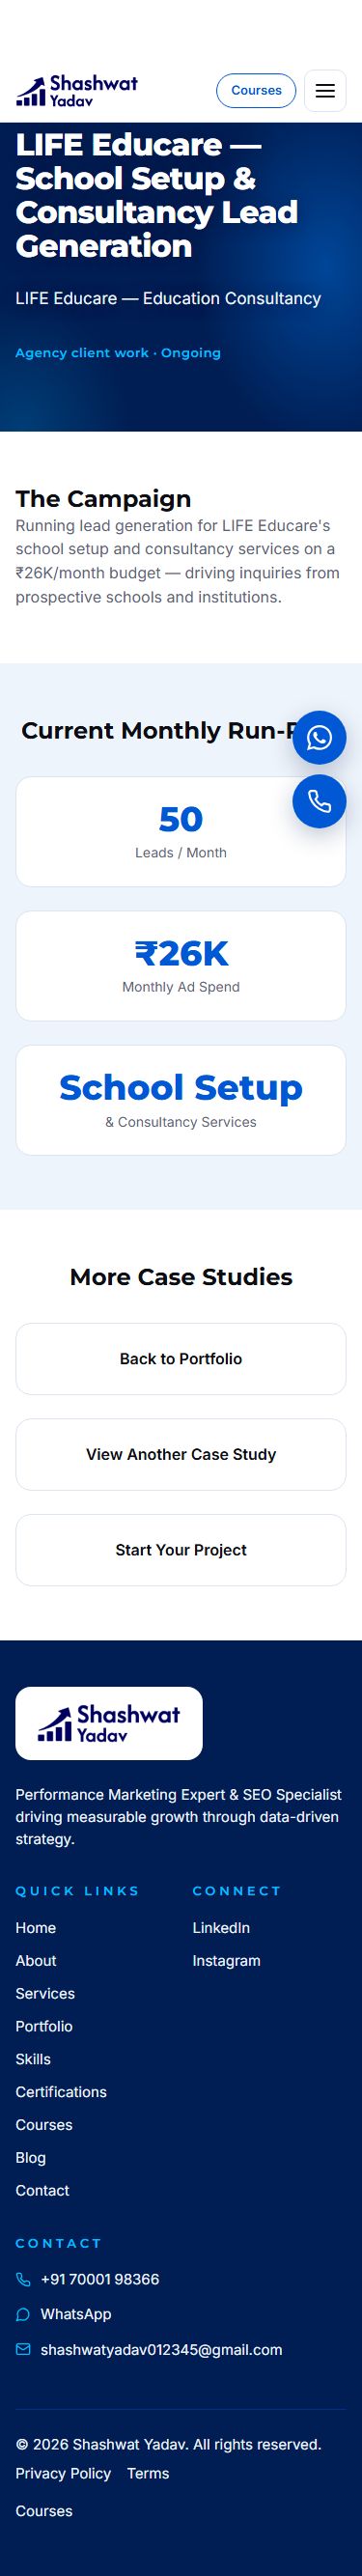 Shashwat
Yadav
Courses
LIFE Educare —
School Setup &
Consultancy Lead
Generation
LIFE Educare — Education Consultancy
Agency client work · Ongoing
The Campaign
Running lead generation for LIFE Educare's
school setup and consultancy services on a
₹26K/month budget — driving inquiries from
prospective schools and institutions.
Current Monthly
50
Leads / Month
₹26K
Monthly Ad Spend
School Setup
& Consultancy Services
More Case Studies
Back to Portfolio
View Another Case Study
Start Your Project
Shashwat
Yadav
Performance Marketing Expert & SEO Specialist
driving measurable growth through data-driven
strategy.
QUICK LINKS
CONNECT
Home
LinkedIn
About
Instagram
Services
Portfolio
Skills
Certifications
Courses
Blog
Contact
CONTACT
+91 70001 98366
WhatsApp
shashwatyadav012345@gmail.com
© 2026 Shashwat Yadav. All rights reserved.
Privacy Policy Terms
Courses